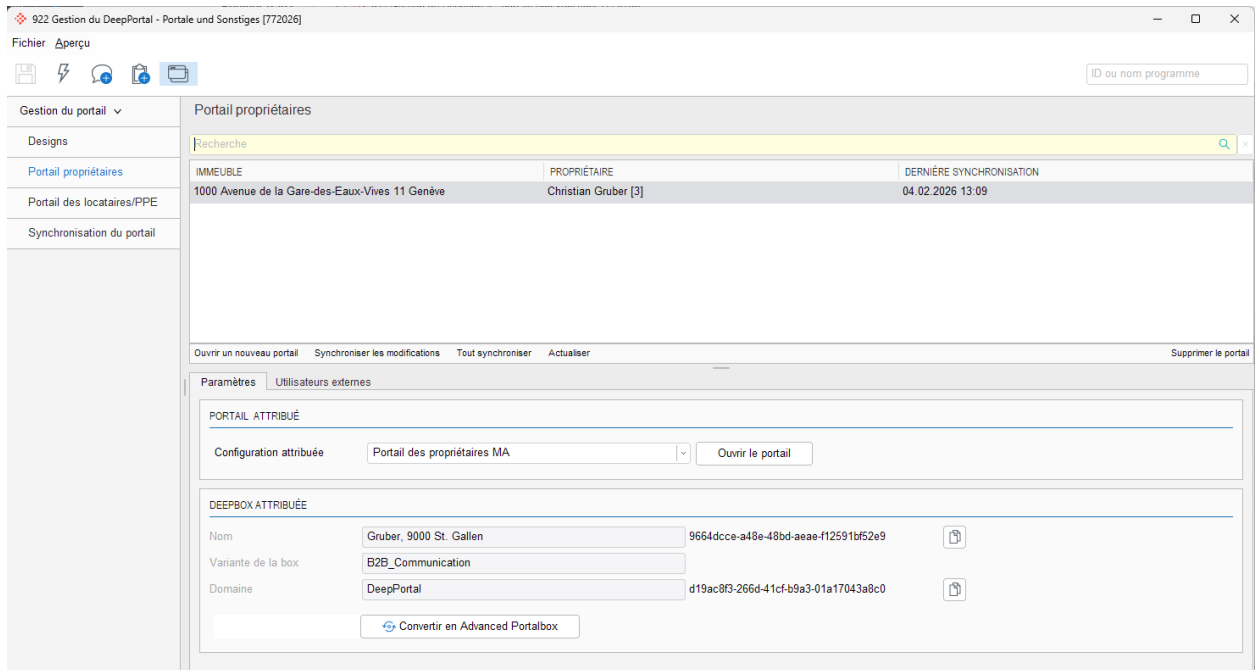 922 Gestion du DeepPortal - Portale und Sonstiges [772026]
Fichier Aperçu
ID ou nom programme
Gestion du portail
Portail propriétaires
Designs
Recherche
Portail propriétaires
IMMEUBLE PROPRIÉTAIRE DERNIÈRE SYNCHRONISATION
1000 Avenue de la Gare-des-Eaux-Vives 11 Genève Christian Gruber [3] 04.02.2026 13:09
Portail des locataires/PPE
Synchronisation du portail
Ouvrir un nouveau portail Synchroniser les modifications Tout synchroniser Actualiser Supprimer le portail
Paramètres Utilisateurs externes
PORTAIL ATTRIBUÉ
Configuration attribuée Portail des propriétaires MA Ouvrir le portail
DEEPBOX ATTRIBUÉE
Nom Gruber, 9000 St. Gallen 9664dcce-a48e-48bd-aeae-f12591bf52e9
Variante de la box B2B_Communication
Domaine DeepPortal d19ac8f3-266d-41cf-b9a3-01a17043a8c0
Convertir en Advanced Portalbox